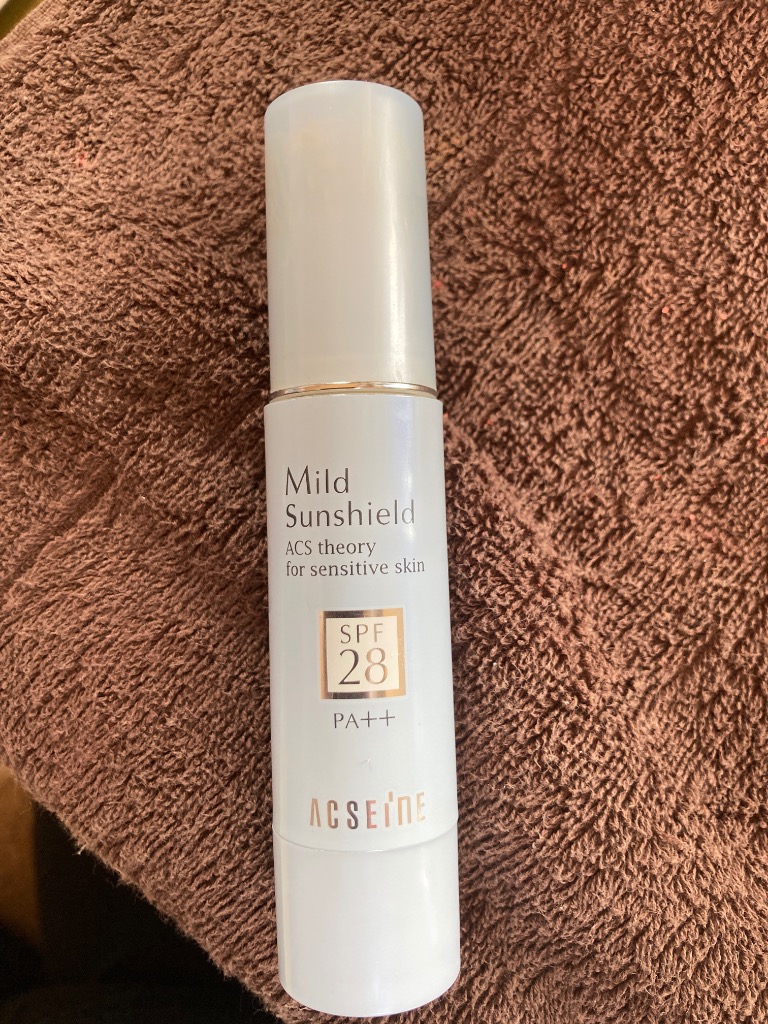 Mild
Sunshield
ACS theory
for sensitive skin
SPF
28
PA++
ACSEINE